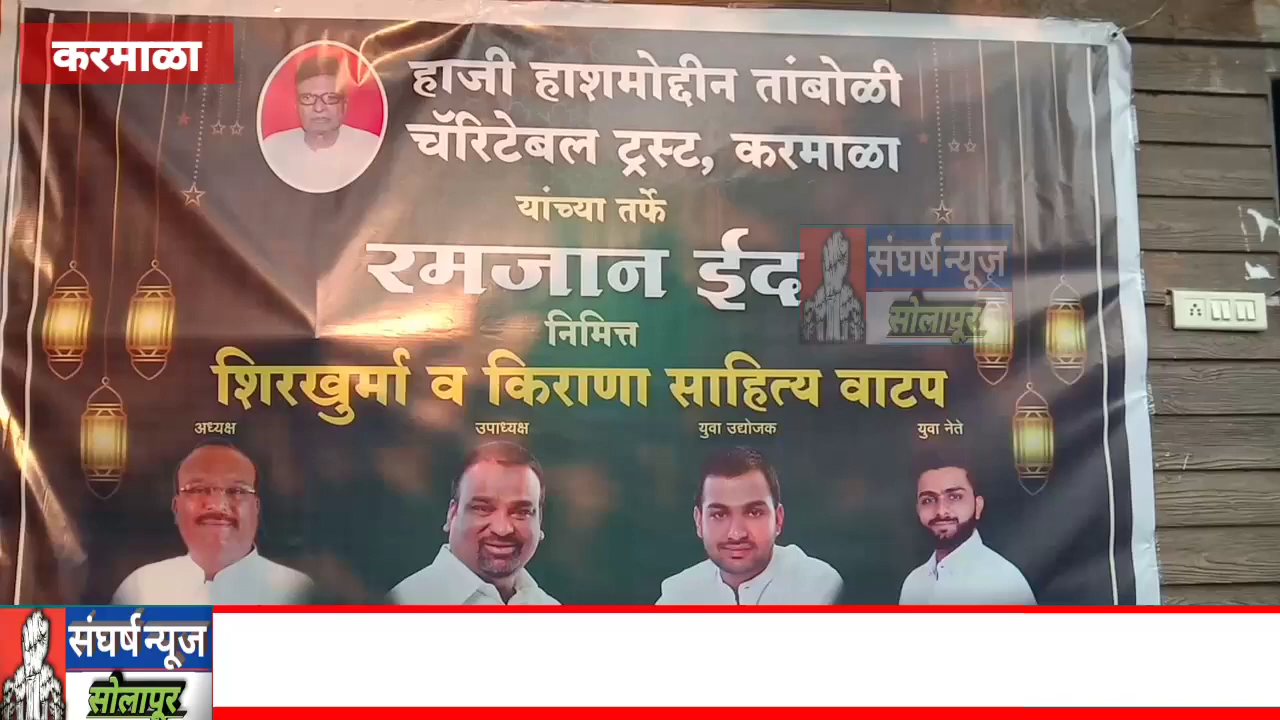 करमाळा
हाजी हाशमोद्दीन तांबोळी
चॅरिटेबल ट्रस्ट, करमाळा
यांच्या तर्फे
रमजान ईद
निमित्त
शिरखुर्मा व किराणा साहित्य वाटप
अध्यक्ष
उपाध्यक्ष
युवा उद्योजक
युवा नेते
संघर्ष न्यूज
सोलापूर
संघर्ष न्यूज
सोलापूर